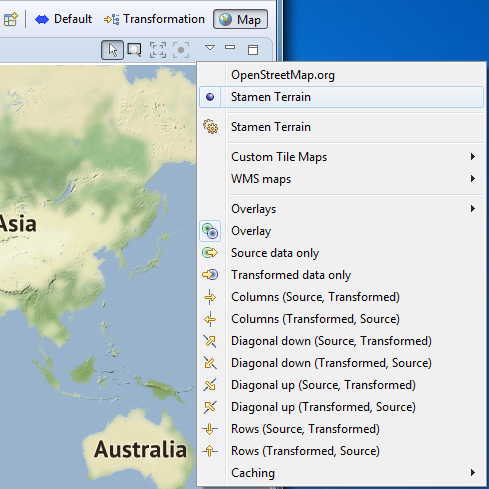 Default Transformation Map
OpenStreetMap.org
Stamen Terrain
Stamen Terrain
Custom Tile Maps
WMS maps
Overlays
Overlay
Source data only
Transformed data only
Columns (Source, Transformed)
Columns (Transformed, Source)
Diagonal down (Source, Transformed)
Diagonal down (Transformed, Source)
Diagonal up (Source, Transformed)
Diagonal up (Transformed, Source)
Rows (Source, Transformed)
Rows (Transformed, Source)
Caching
Asia
Australia